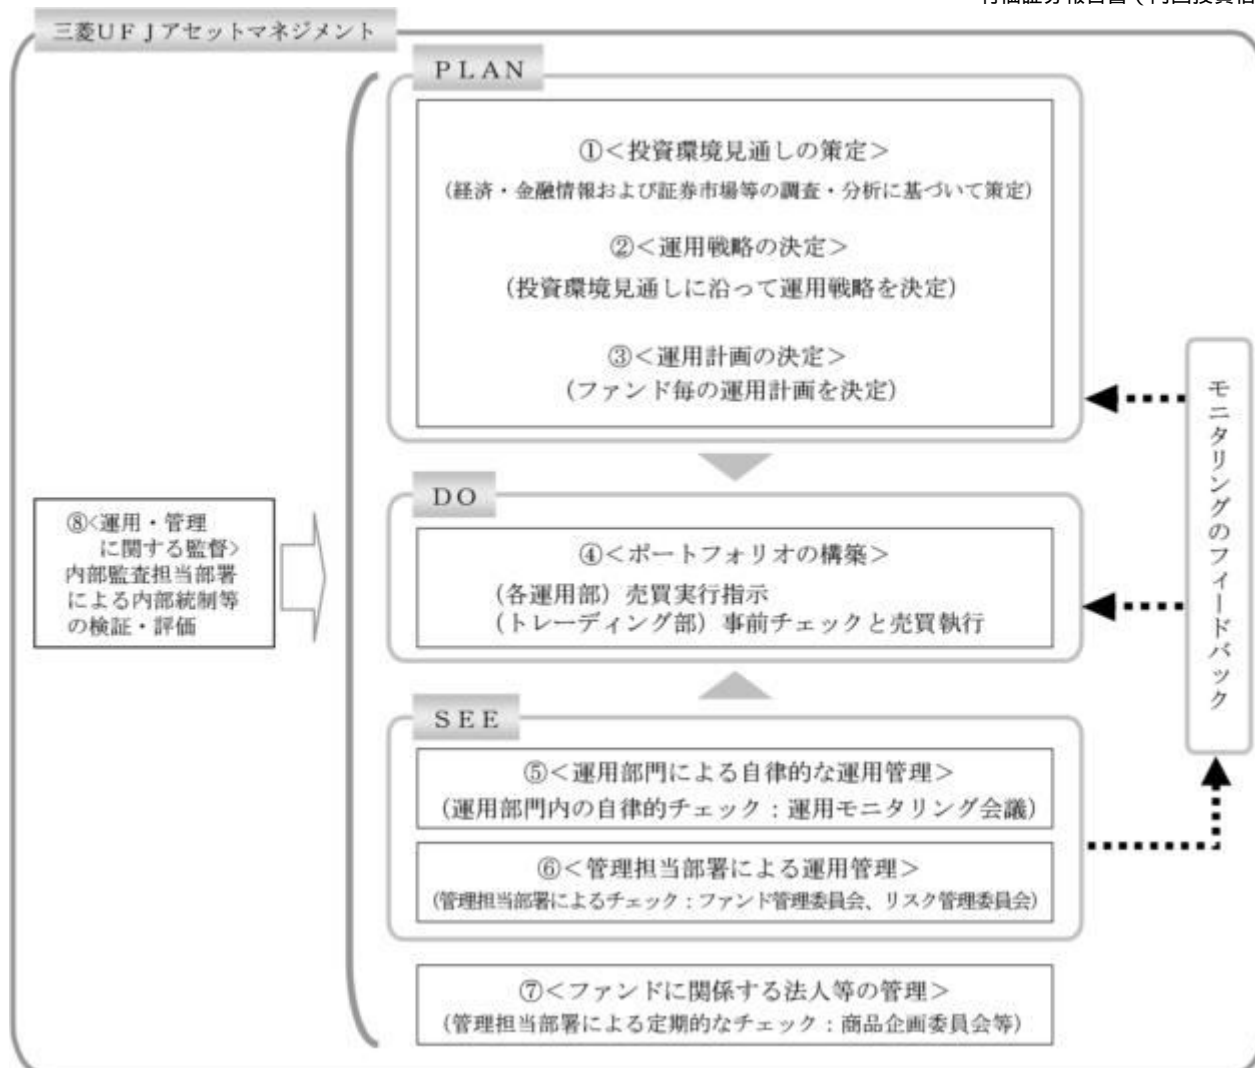 三菱UFJアセットマネジメント
PLAN
①<投資環境見通しの策定>
(経済・金融情報および証券市場等の調査・分析に基づいて策定)
②<運用戦略の決定>
(投資環境見通しに沿って運用戦略を決定)
③<運用計画の決定>
(ファンド毎の運用計画を決定)
DO
④<ポートフォリオの構築>
(各運用部)売買実行指示
(トレーディング部)事前チェックと売買執行
SEE
⑤<運用部門による自律的な運用管理>
(運用部門内の自律的チェック:運用モニタリング会議)
⑥<管理担当部署による運用管理>
(管理担当部署によるチェック:ファンド管理委員会、リスク管理委員会)
⑦<ファンドに関係する法人等の管理>
(管理担当部署による定期的なチェック:商品企画委員会等)
⑧<運用・管理
に関する監督>
内部監査担当部署
による内部統制等
の検証・評価
モニタリングのフィードバック